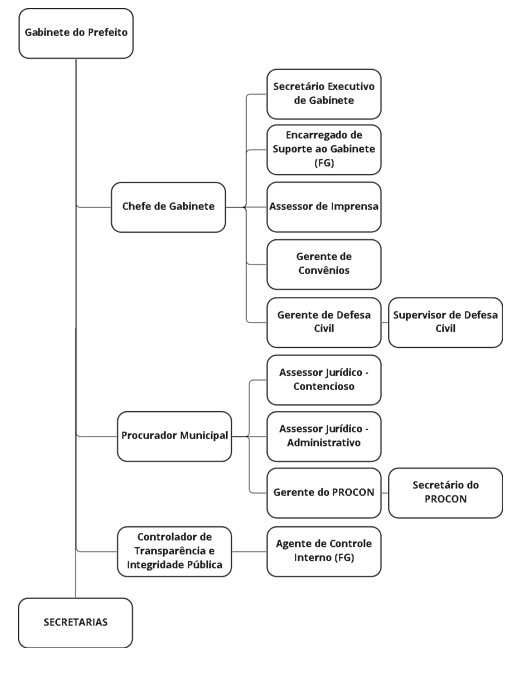 Gabinete do Prefeito
Secretário Executivo
de Gabinete
Encarregado de
Suporte ao Gabinete
(FG)
Chefe de Gabinete
Assessor de Imprensa
Gerente de
Convênios
Gerente de Defesa
Civil
Supervisor de Defesa
Civil
Assessor Jurídico -
Contencioso
Procurador Municipal
Assessor Jurídico -
Administrativo
Gerente do PROCON
Secretário do
PROCON
Controlador de
Transparência e
Integridade Pública
Agente de Controle
Interno (FG)
SECRETARIAS